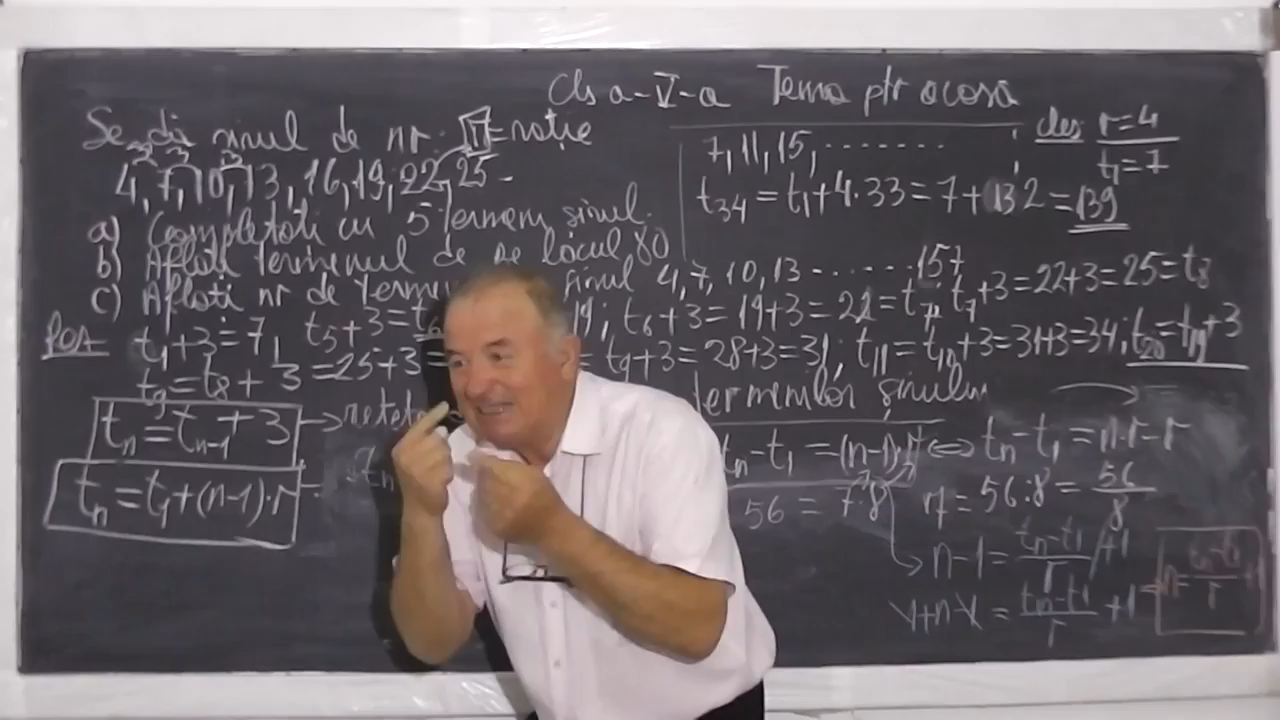 Cls a-V-a Tema ptr acasă
Se dă șirul de nr: r=rație
4, 7, 10, 13, 16, 19, 22, 25
3 3 3
a) Completați cu 5 termeni șirul.
b) Aflați termenul de pe locul 80
c) Aflați nr de șirul 4, 7, 10, 13 ....... 157
7, 11, 15, .......
des r=4
t₁=7
t₃₄ = t₁+4·33 = 7+132 = 139
Rez
t₁+3=7, t₅+3=t₆ 19; t₆+3=19+3=22=t₇, t₇+3=22+3=25=t₈
t₉=t₈+3=25+3= =t₉+3=28+3=31; t₁₁=t₁₀+3=31+3=34; t₂₀=t₁₉+3
tₙ=tₙ₋₁+3
tₙ=t₁+(n-1)·r
termenilor șirului
tₙ-t₁=(n-1)·r ⇔ tₙ-t₁=n·r-r
56 = 7·8
7=56:8=56/8
n-1=(tₙ-t₁)/r /+1
1+n-1=(tₙ-t₁)/r +1